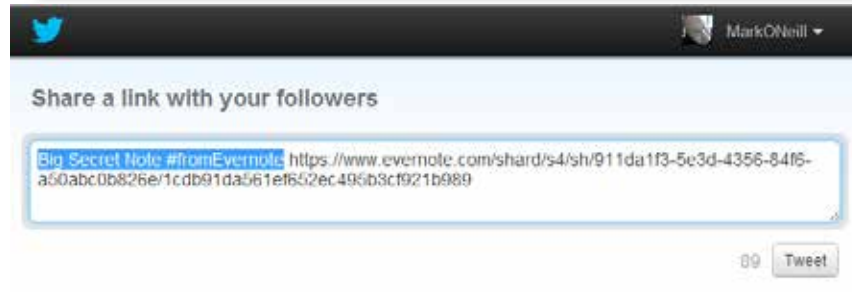 MarkONeill
Share a link with your followers
Big Secret Note #fromEvernote https://www.evernote.com/shard/s4/sh/911da1f3-5e3d-4356-84f6-
a50abc0b826e/1cdb91da561ef652ec495b3cf921b989
89 Tweet